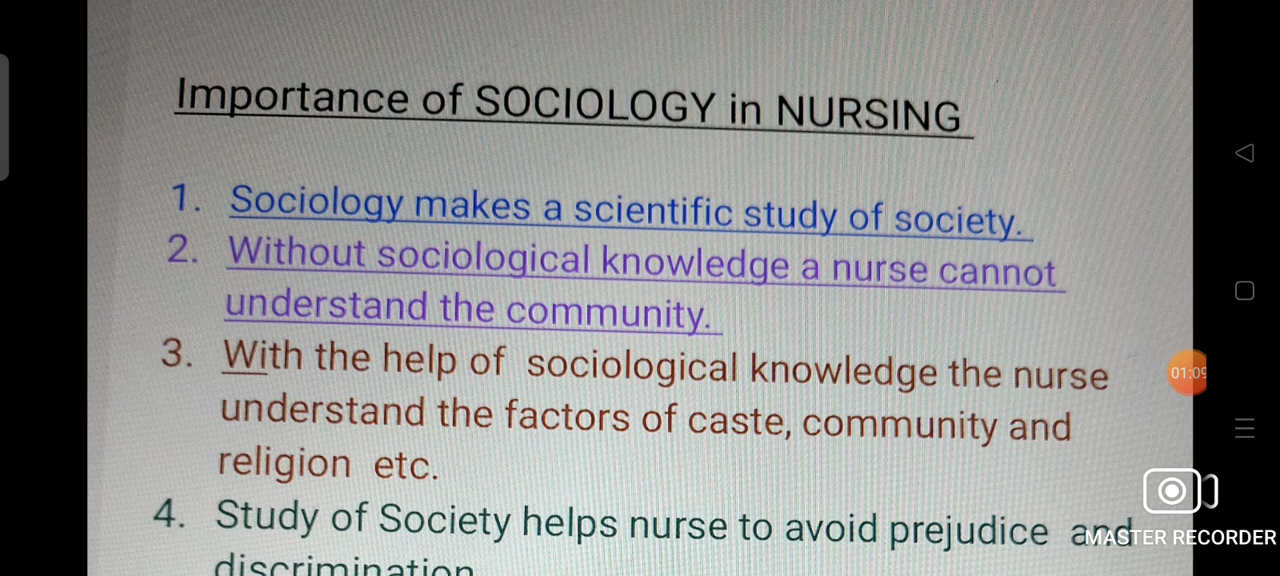 Importance of SOCIOLOGY in NURSING
1. Sociology makes a scientific study of society.
2. Without sociological knowledge a nurse cannot
understand the community.
3. With the help of sociological knowledge the nurse
understand the factors of caste, community and
religion etc.
4. Study of Society helps nurse to avoid prejudice and
discrimination
01:09
MASTER RECORDER